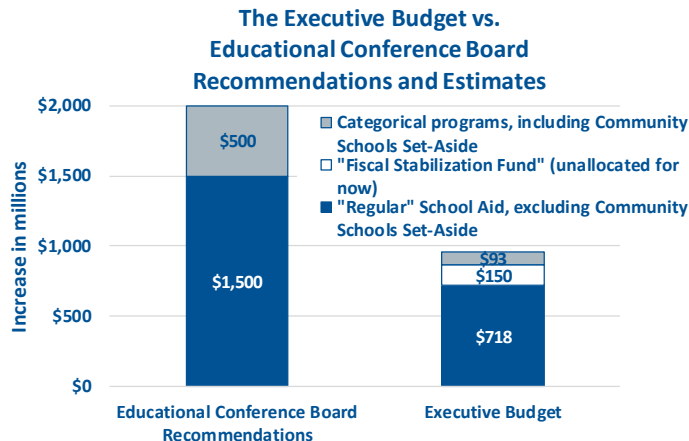 The Executive Budget vs.
Educational Conference Board
Recommendations and Estimates
Increase in millions
$2,000
$1,500
$1,000
$500
$0
Categorical programs, including Community
Schools Set-Aside
"Fiscal Stabilization Fund" (unallocated for
now)
"Regular" School Aid, excluding Community
Schools Set-Aside
$500
$1,500
$93
$150
$718
Educational Conference Board
Recommendations
Executive Budget